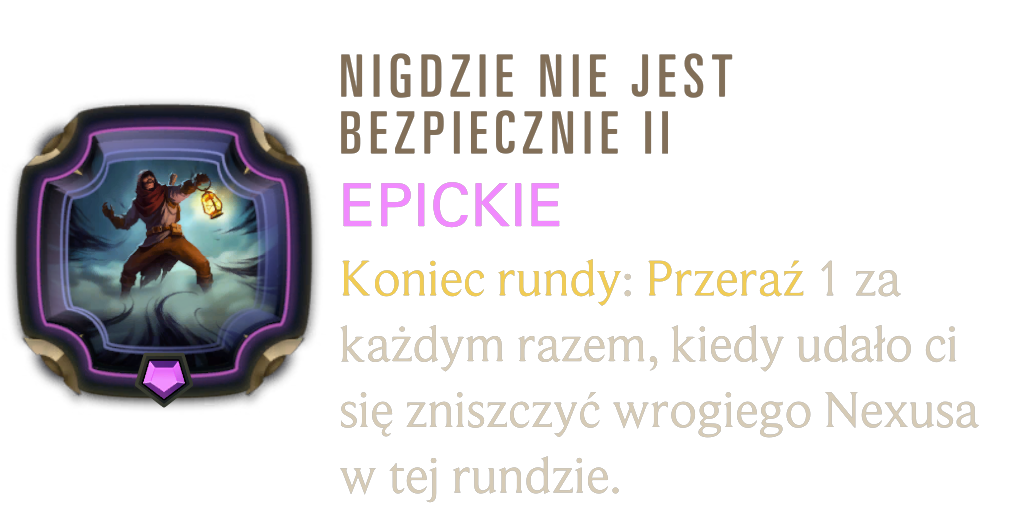 NIGDZIE NIE JEST
BEZPIECZNIE II
EPICKIE
Koniec rundy: Przeraź 1 za
każdym razem, kiedy udało ci
się zniszczyć wrogiego Nexusa
w tej rundzie.